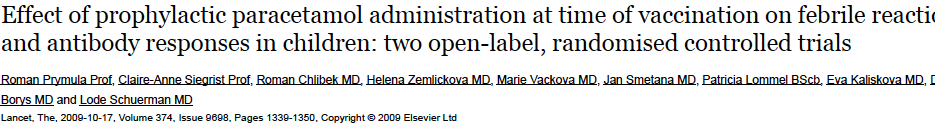 Effect of prophylactic paracetamol administration at time of vaccination on febrile
and antibody responses in children: two open-label, randomised controlled trials
Roman Prymula Prof, Claire-Anne Siegrist Prof, Roman Chlibek MD, Helena Zemlickova MD, Marie Vackova MD, Jan Smetana MD, Patricia Lommel BScb, Eva Kaliskova MD,
Borys MD and Lode Schuerman MD
Lancet, The, 2009-10-17, Volume 374, Issue 9698, Pages 1339-1350, Copyright © 2009 Elsevier Ltd